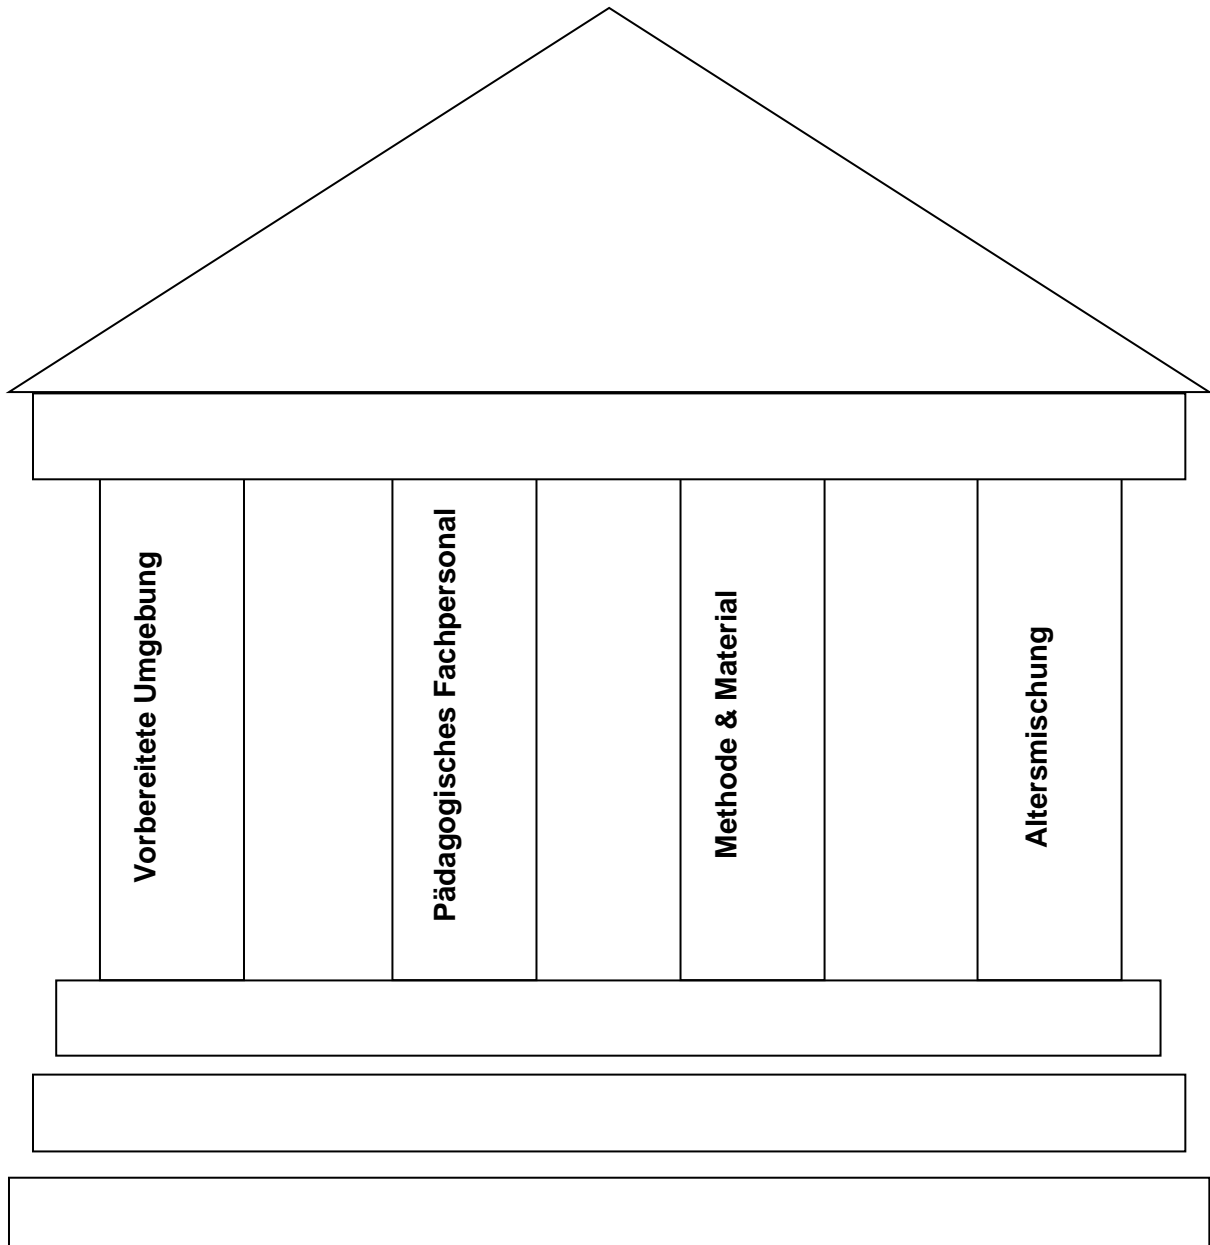 Vorbereitete Umgebung
Pädagogisches Fachpersonal
Methode & Material
Altersmischung